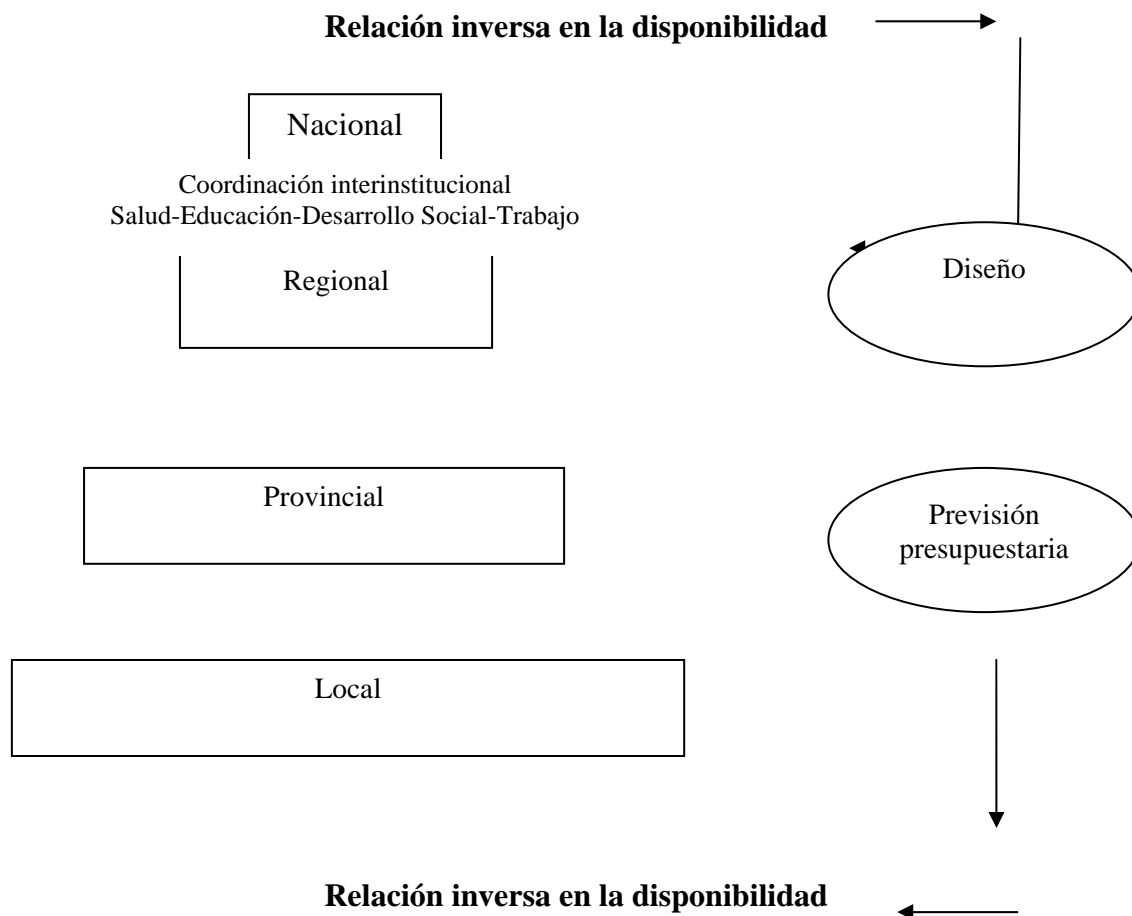 Relación inversa en la disponibilidad
Nacional
Coordinación interinstitucional
Salud-Educación-Desarrollo Social-Trabajo
Regional
Diseño
Provincial
Previsión
presupuestaria
Local
Relación inversa en la disponibilidad